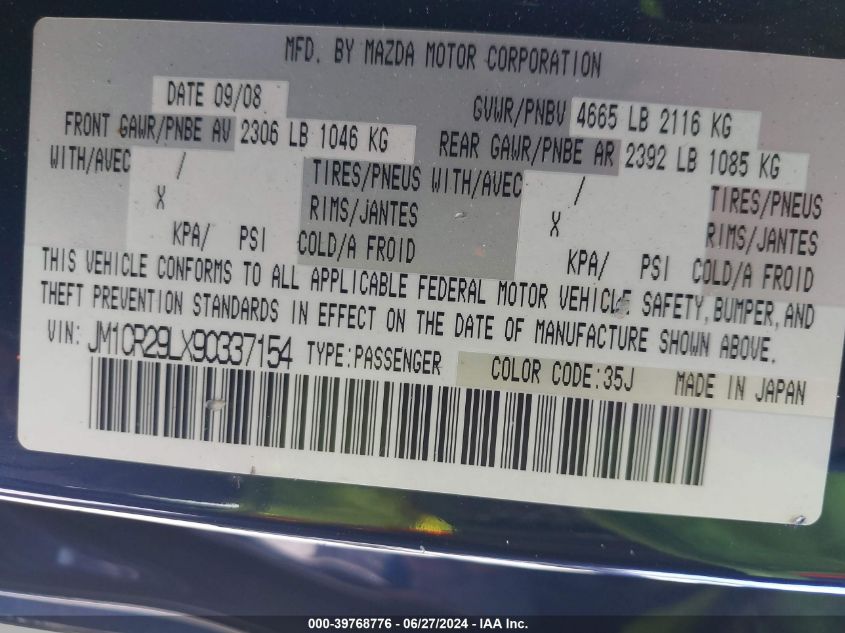 MFD. BY MAZDA MOTOR CORPORATION
DATE 09/08 GVWR/PNBV 4665 LB 2116 KG
FRONT GAWR/PNBE AV 2306 LB 1046 KG REAR GAWR/PNBE AR 2392 LB 1085 KG
WITH/AVEC / TIRES/PNEUS WITH/AVEC / TIRES/PNEUS
X RIMS/JANTES X RIMS/JANTES
KPA/ PSI COLD/A FROID KPA/ PSI COLD/A FROID
THIS VEHICLE CONFORMS TO ALL APPLICABLE FEDERAL MOTOR VEHICLE SAFETY, BUMPER, AND
THEFT PREVENTION STANDARDS IN EFFECT ON THE DATE OF MANUFACTURE SHOWN ABOVE.
VIN: JM1CR29LX90337154 TYPE:PASSENGER COLOR CODE:35J MADE IN JAPAN
000-39768776 - 06/27/2024 - IAA Inc.